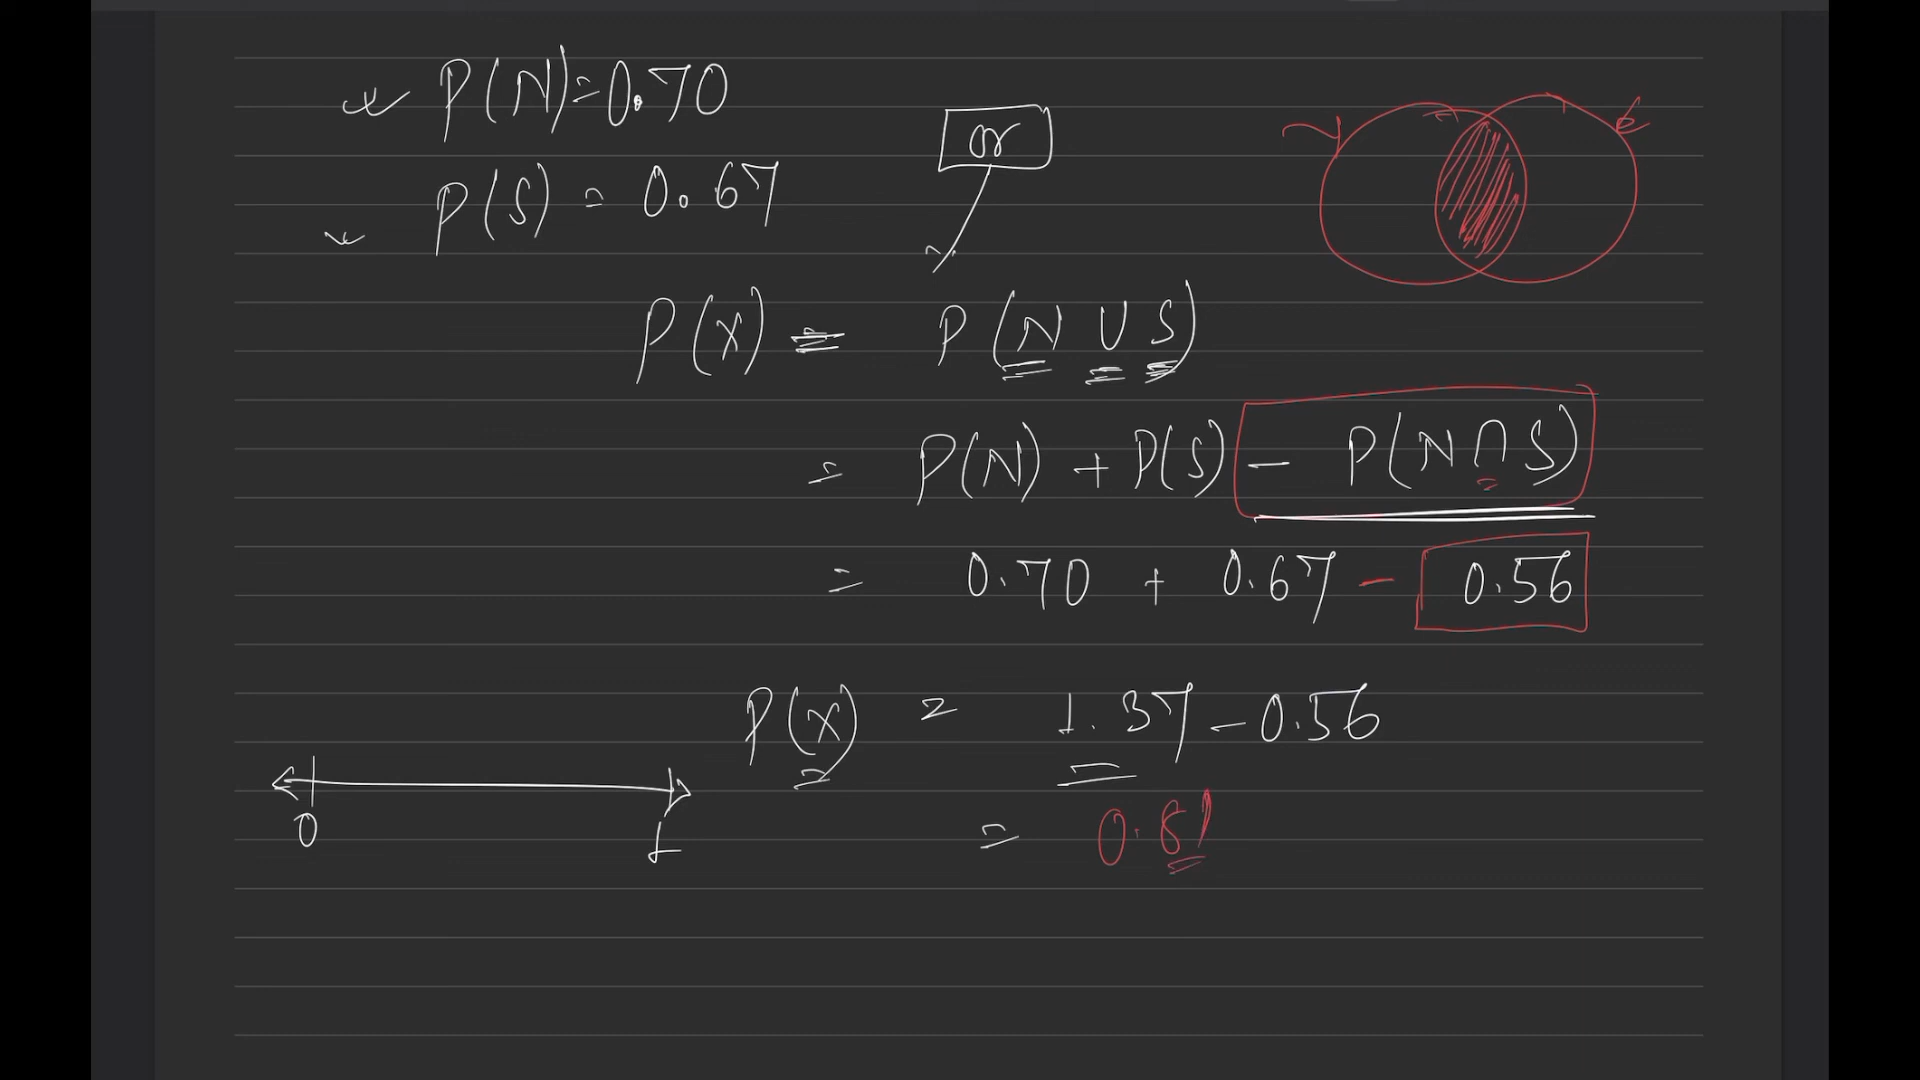 P(N)=0.70
or
P(S) = 0.67
P(X) = P(N ∪ S)
= P(N) + P(S) - P(N ∩ S)
= 0.70 + 0.67 - 0.56
P(X) = 1.37 - 0.56
0 1
= 0.81